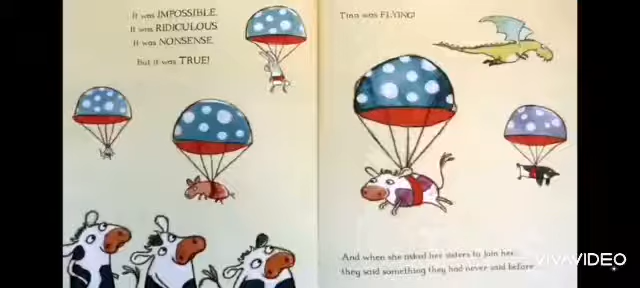 It was IMPOSSIBLE.
It was RIDICULOUS.
It was NONSENSE.
But it was TRUE!
Tina was FLYING!
And when she asked her sisters to join her...
they said something they had never said before...
VIVAVIDEO